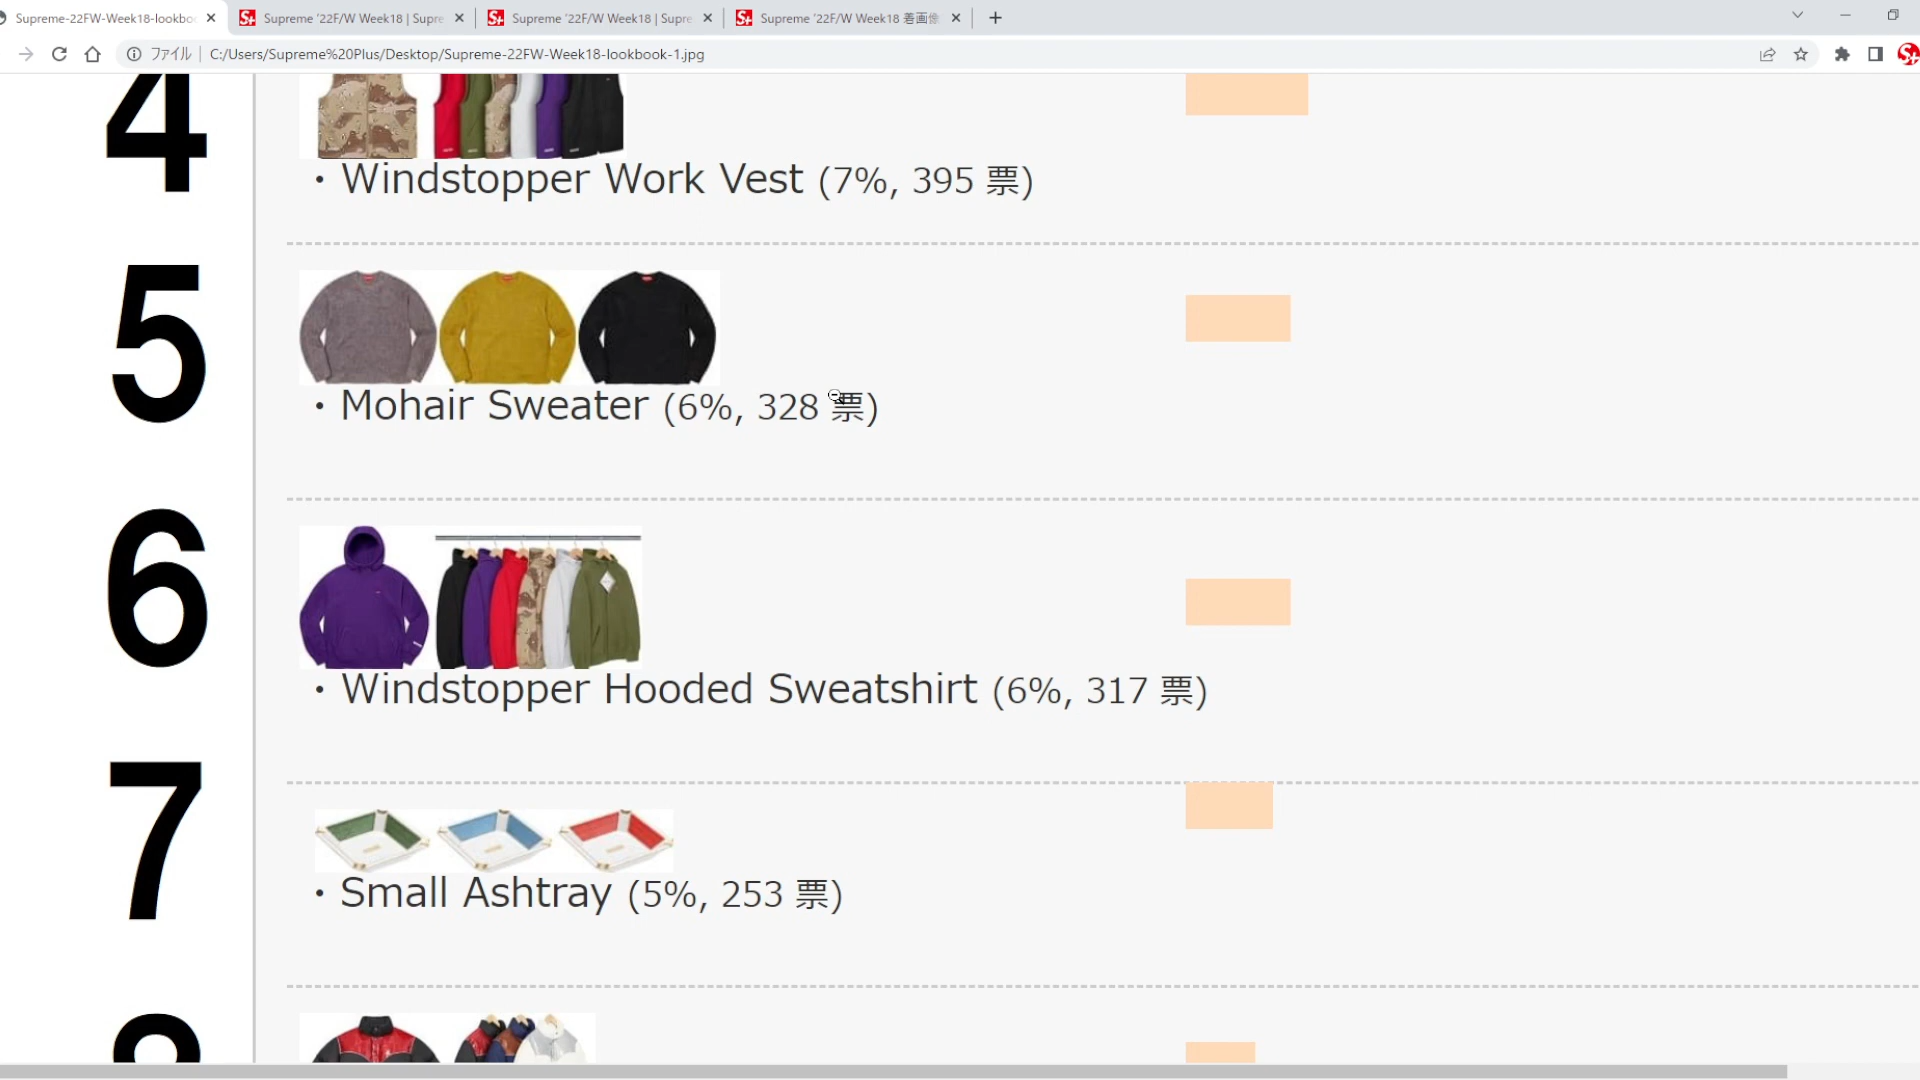 Supreme-22FW-Week18-lookbo
Supreme '22F/W Week18 | Supre
Supreme '22F/W Week18 | Supre
Supreme '22F/W Week18 着画像
ファイル
C:/Users/Supreme%20Plus/Desktop/Supreme-22FW-Week18-lookbook-1.jpg
4
・Windstopper Work Vest (7%, 395 票)
5
・Mohair Sweater (6%, 328 票)
6
・Windstopper Hooded Sweatshirt (6%, 317 票)
7
・Small Ashtray (5%, 253 票)